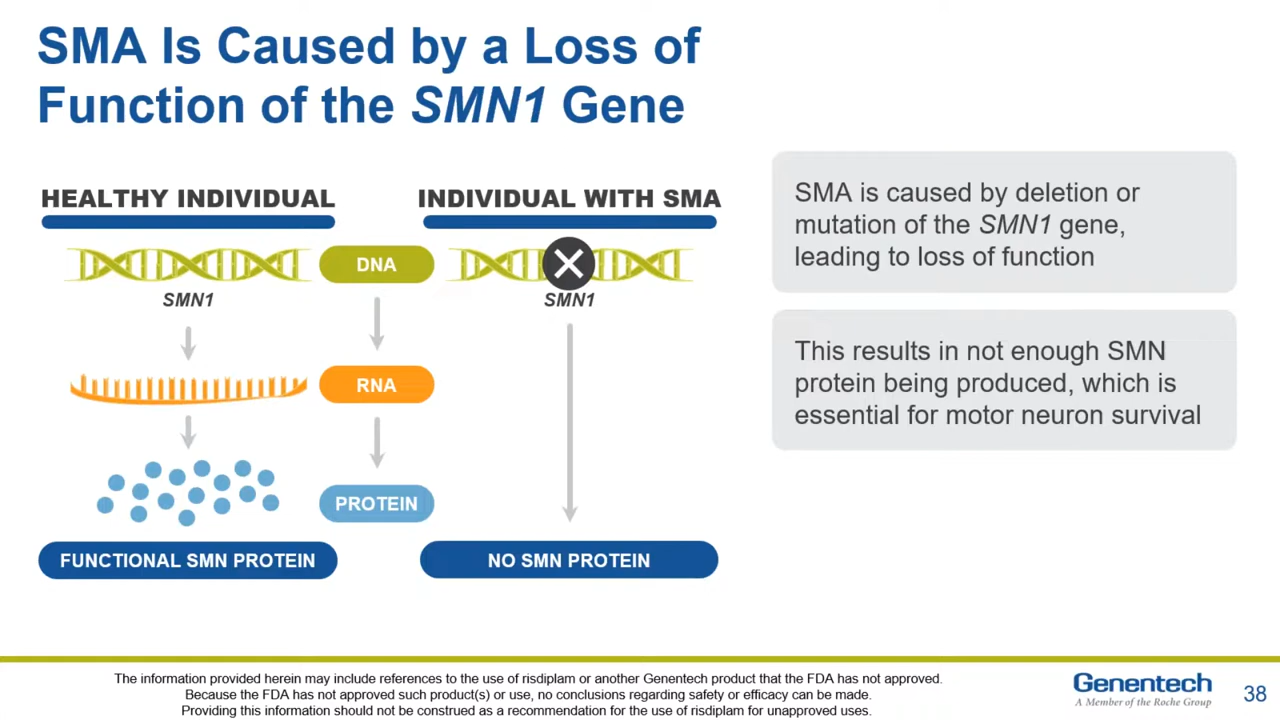 SMA Is Caused by a Loss of
Function of the SMN1 Gene
HEALTHY INDIVIDUAL
INDIVIDUAL WITH SMA
DNA
SMN1
SMN1
RNA
PROTEIN
FUNCTIONAL SMN PROTEIN
NO SMN PROTEIN
SMA is caused by deletion or
mutation of the SMN1 gene,
leading to loss of function
This results in not enough SMN
protein being produced, which is
essential for motor neuron survival
The information provided herein may include references to the use of risdiplam or another Genentech product that the FDA has not approved.
Because the FDA has not approved such product(s) or use, no conclusions regarding safety or efficacy can be made.
Providing this information should not be construed as a recommendation for the use of risdiplam for unapproved uses.
Genentech
A Member of the Roche Group
38